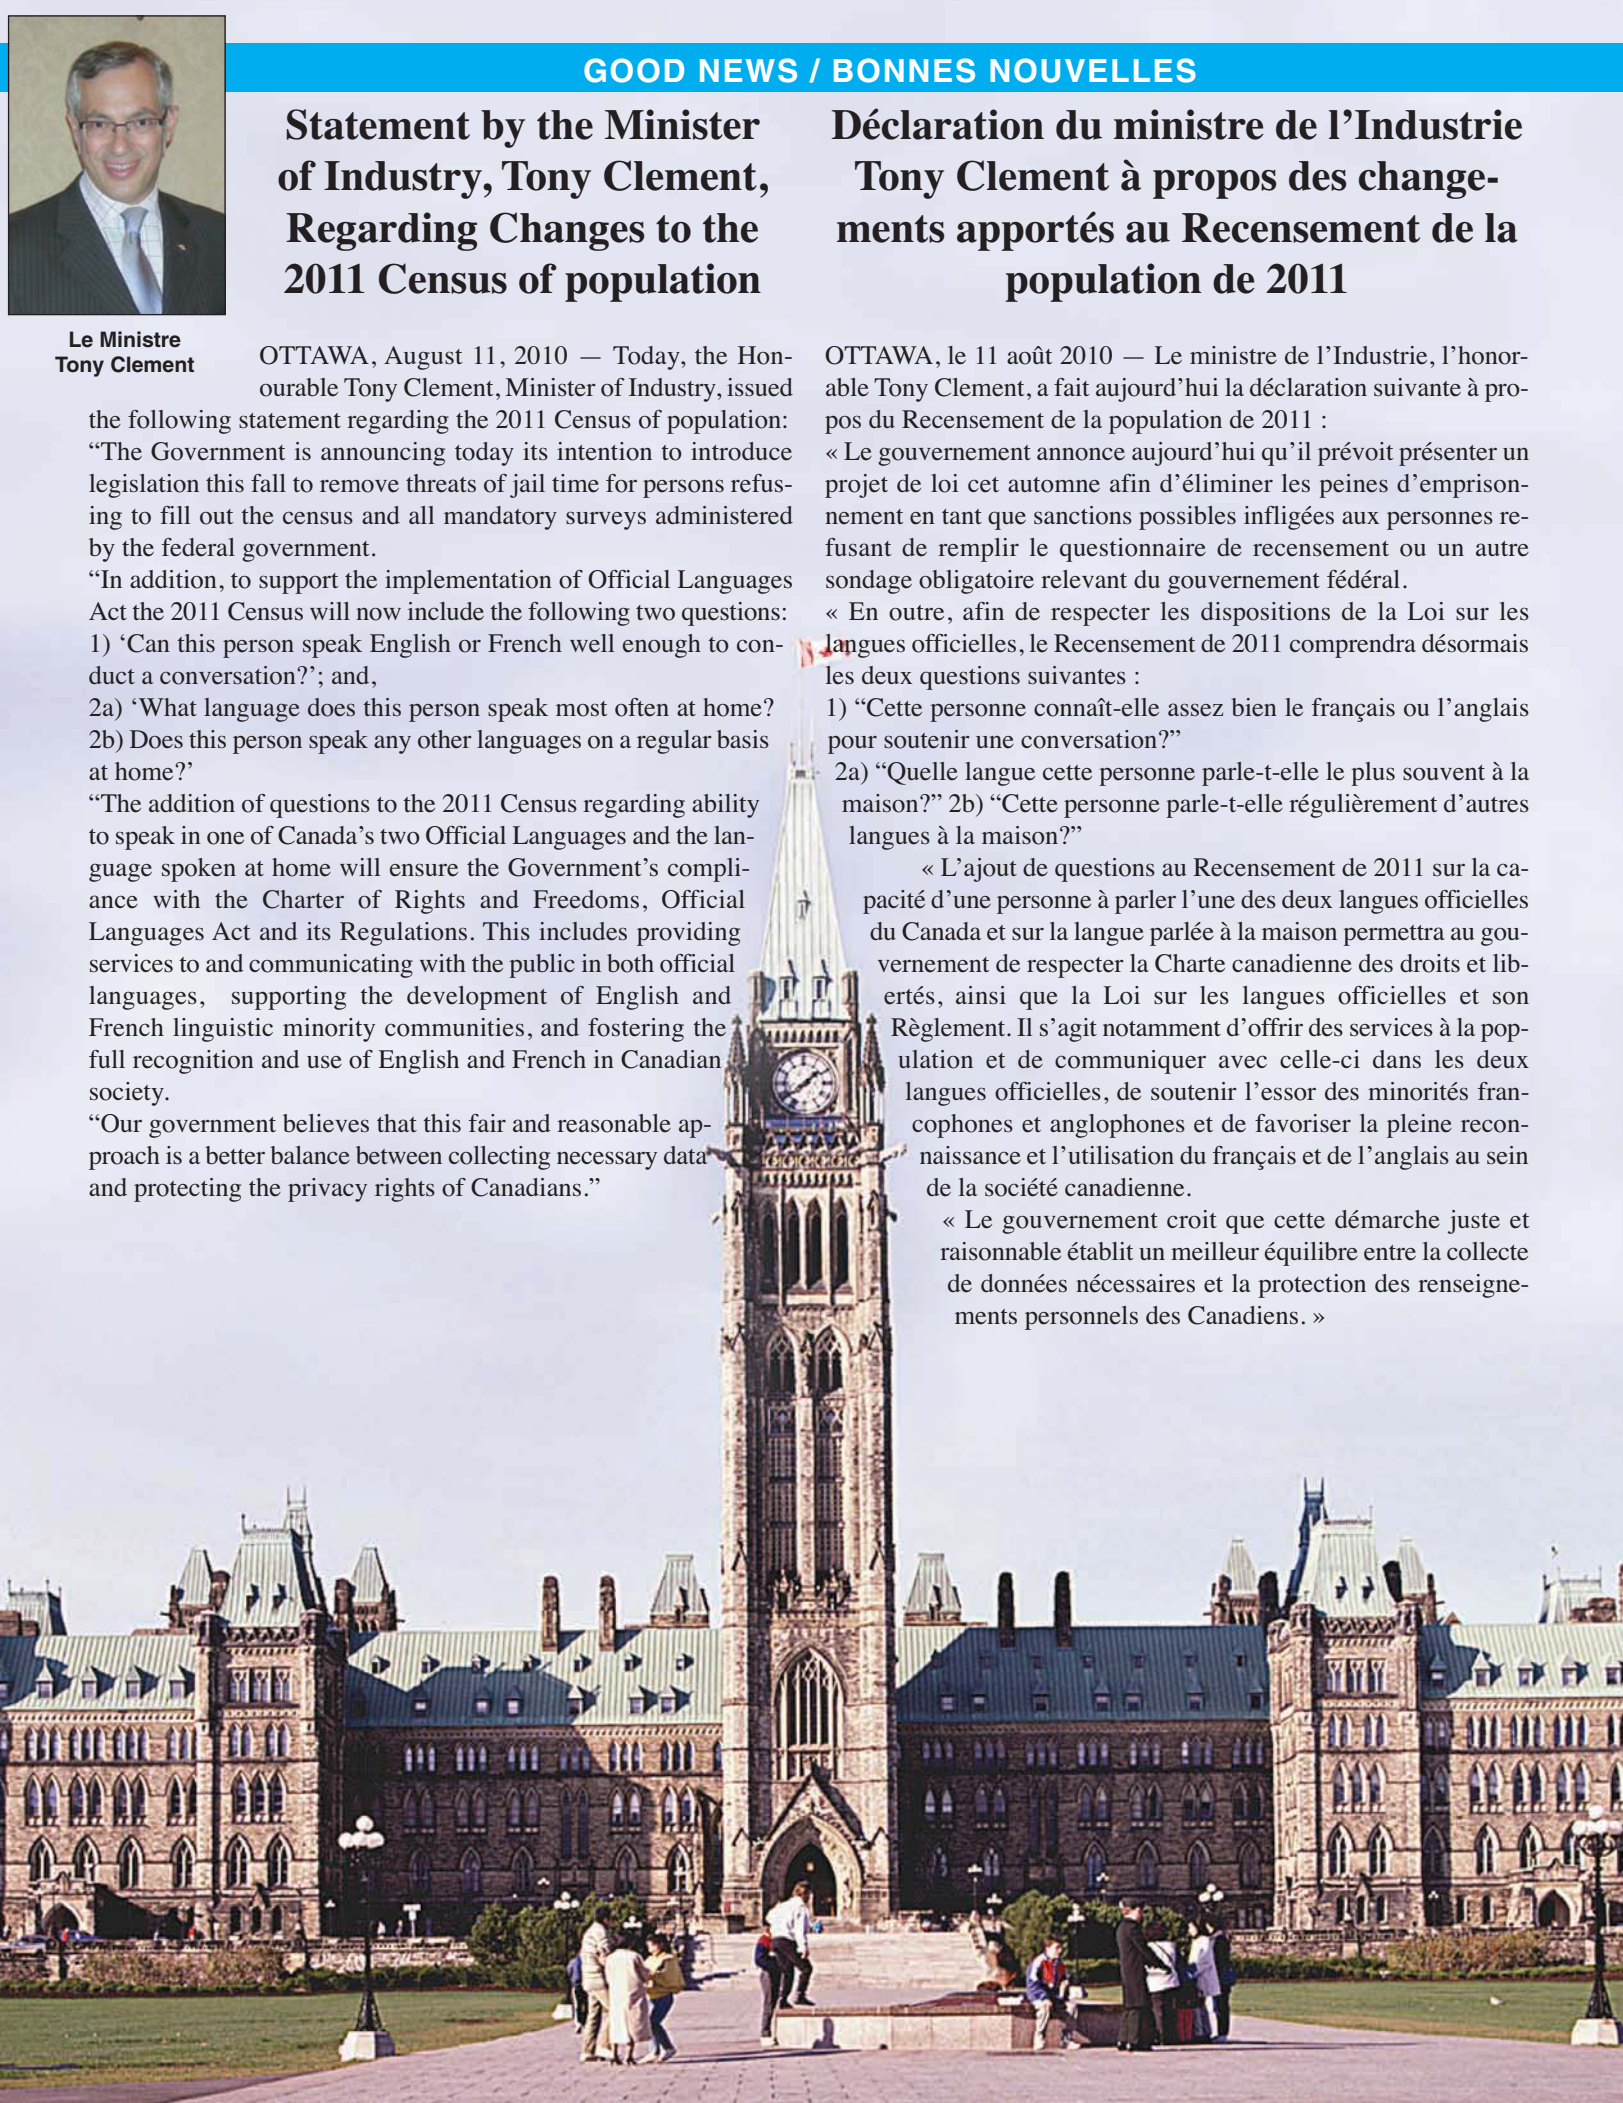 GOOD NEWS / BONNES NOUVELLES
Le Ministre
Tony Clement
Statement by the Minister
of Industry, Tony Clement,
Regarding Changes to the
2011 Census of population
OTTAWA, August 11, 2010 — Today, the Hon-
ourable Tony Clement, Minister of Industry, issued
the following statement regarding the 2011 Census of population:
“The Government is announcing today its intention to introduce
legislation this fall to remove threats of jail time for persons refus-
ing to fill out the census and all mandatory surveys administered
by the federal government.
“In addition, to support the implementation of Official Languages
Act the 2011 Census will now include the following two questions:
1) ‘Can this person speak English or French well enough to con-
duct a conversation?’; and,
2a) ‘What language does this person speak most often at home?
2b) Does this person speak any other languages on a regular basis
at home?’
“The addition of questions to the 2011 Census regarding ability
to speak in one of Canada’s two Official Languages and the lan-
guage spoken at home will ensure the Government’s compli-
ance with the Charter of Rights and Freedoms, Official
Languages Act and its Regulations. This includes providing
services to and communicating with the public in both official
languages, supporting the development of English and
French linguistic minority communities, and fostering the
full recognition and use of English and French in Canadian
society.
“Our government believes that this fair and reasonable ap-
proach is a better balance between collecting necessary data
and protecting the privacy rights of Canadians.”
Déclaration du ministre de l’Industrie
Tony Clement à propos des change-
ments apportés au Recensement de la
population de 2011
OTTAWA, le 11 août 2010 — Le ministre de l’Industrie, l’honor-
able Tony Clement, a fait aujourd’hui la déclaration suivante à pro-
pos du Recensement de la population de 2011 :
« Le gouvernement annonce aujourd’hui qu’il prévoit présenter un
projet de loi cet automne afin d’éliminer les peines d’emprison-
nement en tant que sanctions possibles infligées aux personnes re-
fusant de remplir le questionnaire de recensement ou un autre
sondage obligatoire relevant du gouvernement fédéral.
« En outre, afin de respecter les dispositions de la Loi sur les
langues officielles, le Recensement de 2011 comprendra désormais
les deux questions suivantes :
1) “Cette personne connaît-elle assez bien le français ou l’anglais
pour soutenir une conversation?”
2a) “Quelle langue cette personne parle-t-elle le plus souvent à la
maison?” 2b) “Cette personne parle-t-elle régulièrement d’autres
langues à la maison?”
« L’ajout de questions au Recensement de 2011 sur la ca-
pacité d’une personne à parler l’une des deux langues officielles
du Canada et sur la langue parlée à la maison permettra au gou-
vernement de respecter la Charte canadienne des droits et lib-
ertés, ainsi que la Loi sur les langues officielles et son
Règlement. Il s’agit notamment d’offrir des services à la pop-
ulation et de communiquer avec celle-ci dans les deux
langues officielles, de soutenir l’essor des minorités fran-
cophones et anglophones et de favoriser la pleine recon-
naissance et l’utilisation du français et de l’anglais au sein
de la société canadienne.
« Le gouvernement croit que cette démarche juste et
raisonnable établit un meilleur équilibre entre la collecte
de données nécessaires et la protection des renseigne-
ments personnels des Canadiens. »